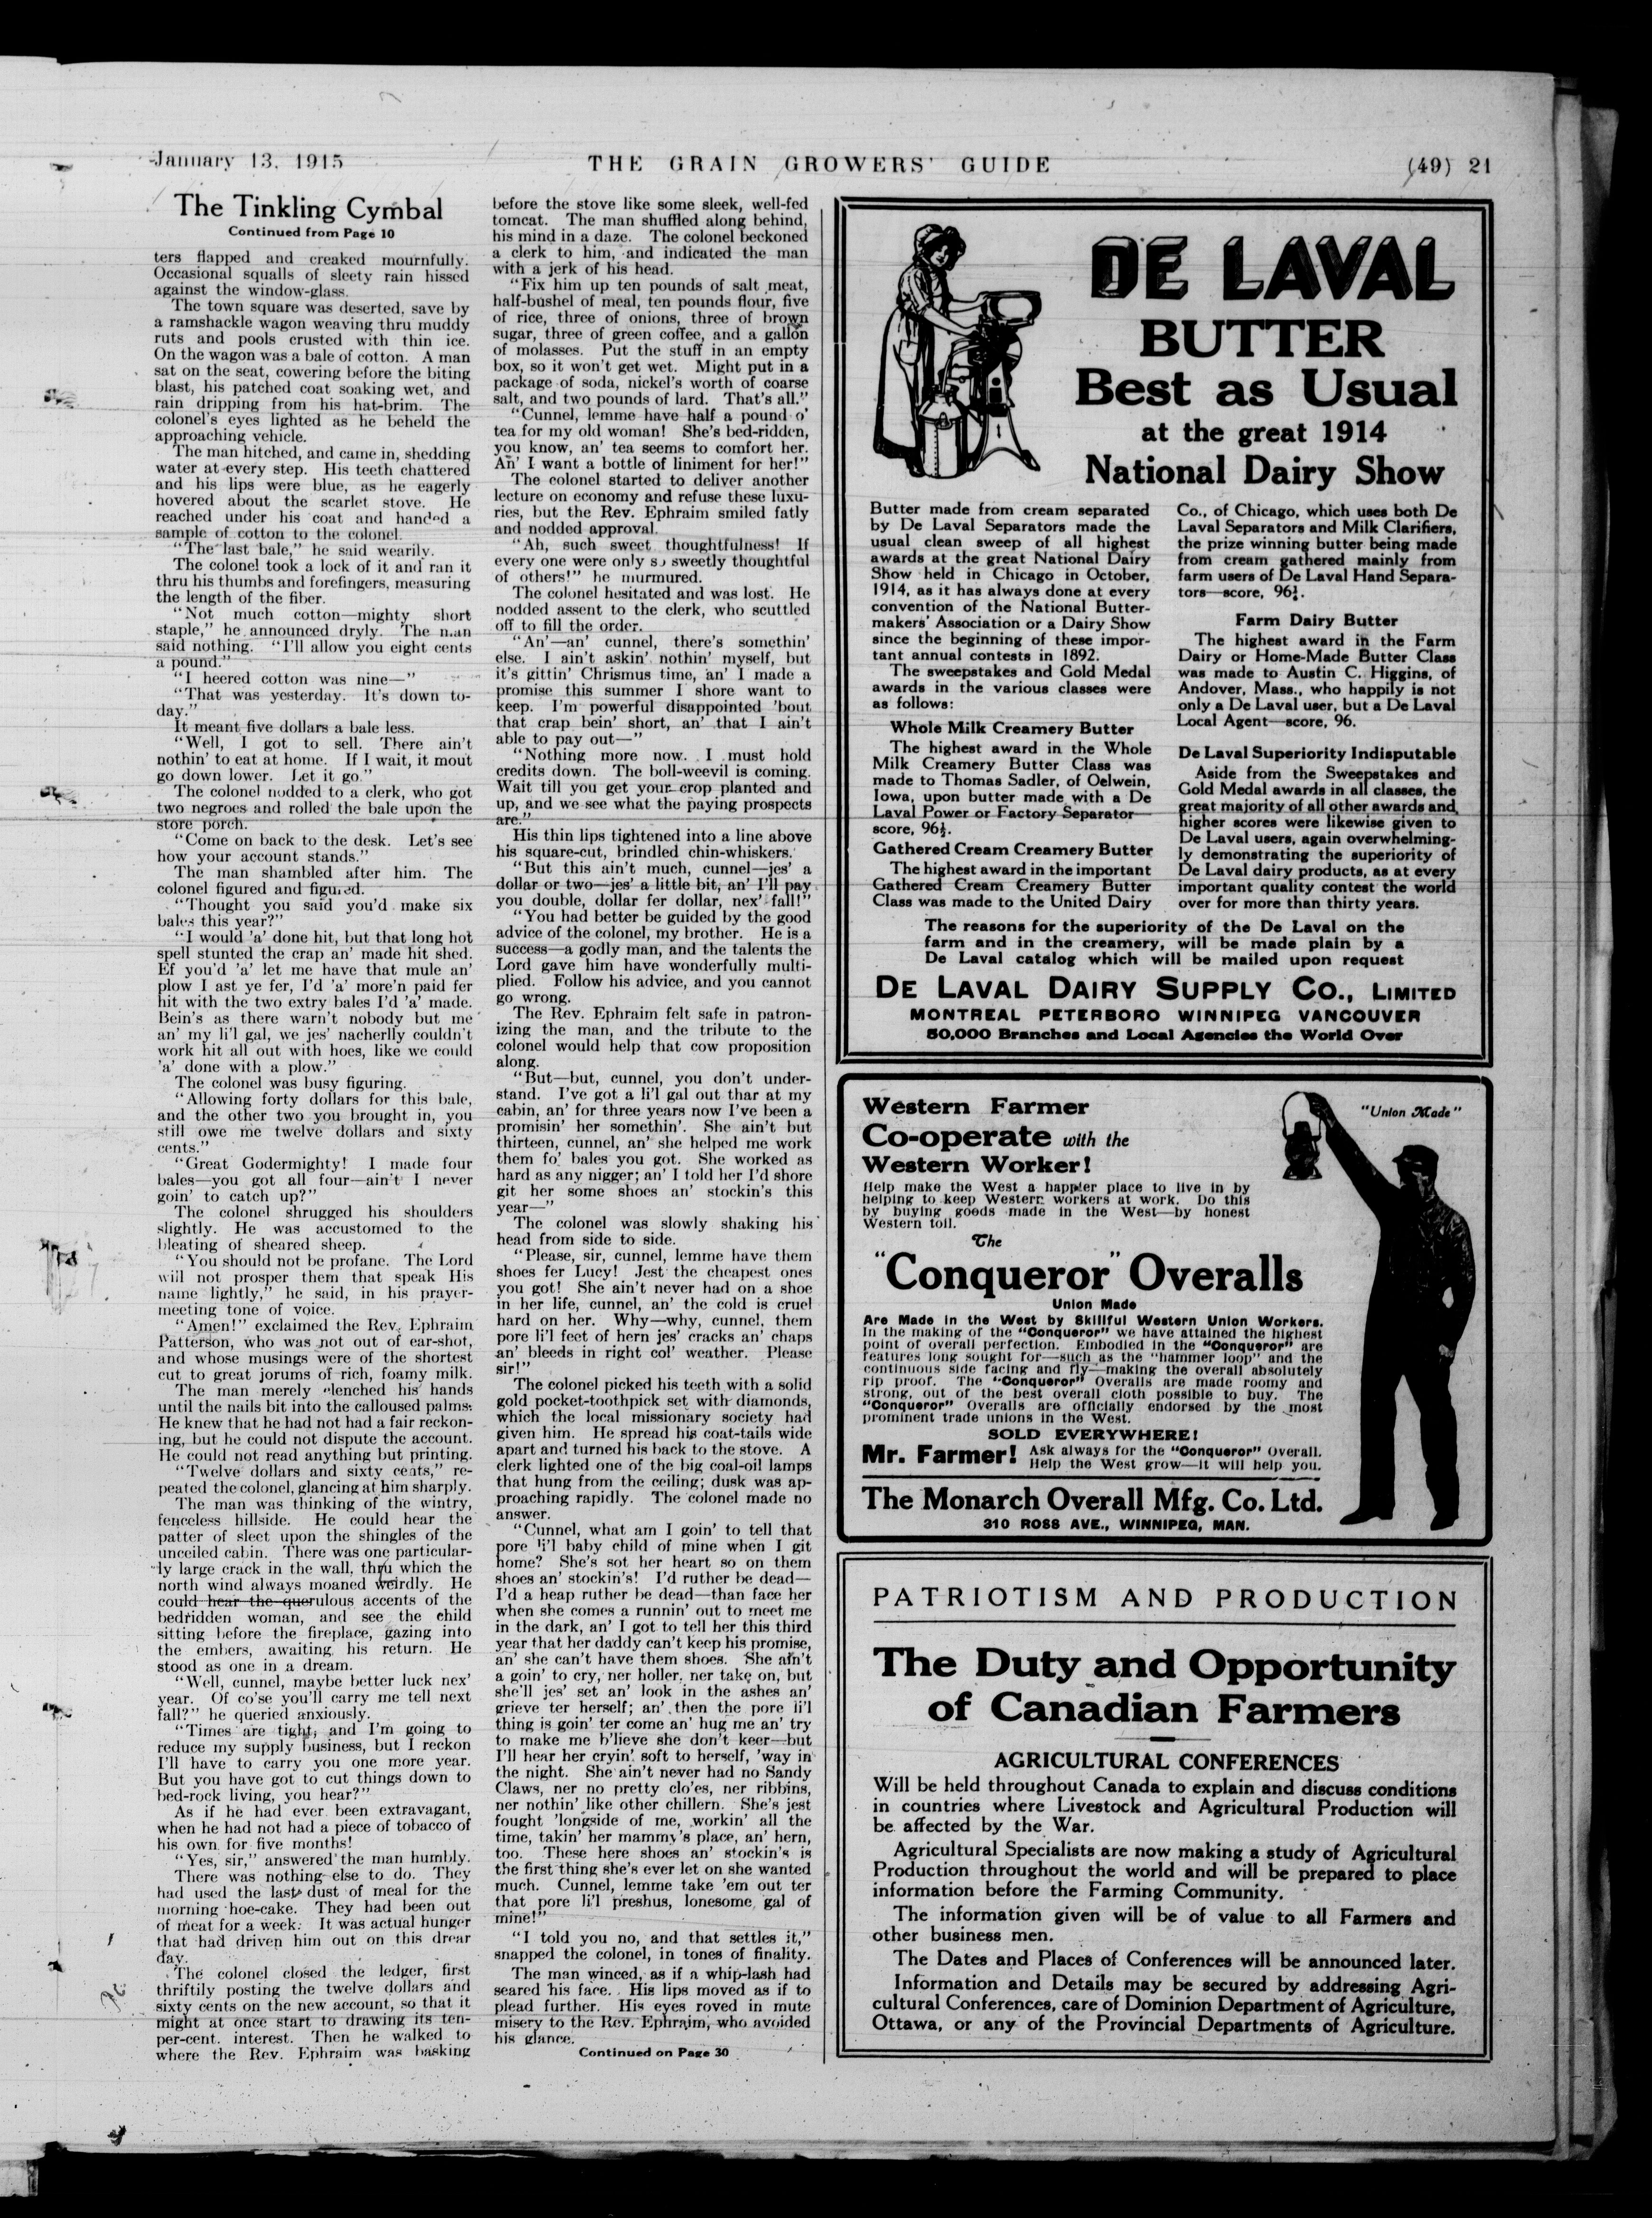 January 13, 1915
THE GRAIN GROWERS' GUIDE
(49) 21
The Tinkling Cymbal
Continued from Page 10
ters flapped and creaked mournfully.
Occasional squalls of sleety rain hissed
against the window-glass.
The town square was deserted, save by
a ramshackle wagon weaving thru muddy
ruts and pools crusted with thin ice.
On the wagon was a bale of cotton. A man
sat on the seat, cowering before the biting
blast, his patched coat soaking wet, and
rain dripping from his hat-brim. The
colonel's eyes lighted as he beheld the
approaching vehicle.
The man hitched, and came in, shedding
water at every step. His teeth chattered
and his lips were blue, as he eagerly
hovered about the scarlet stove. He
reached under his coat and handed a
sample of cotton to the colonel.
"The last bale," he said wearily.
The colonel took a lock of it and ran it
thru his thumbs and forefingers, measuring
the length of the fiber.
"Not much cotton—mighty short
staple," he announced dryly. The man
said nothing. "I'll allow you eight cents
a pound."
"I heered cotton was nine—"
"That was yesterday. It's down to-
day."
It meant five dollars a bale less.
"Well, I got to sell. There ain't
nothin' to eat at home. If I wait, it mout
go down lower. Let it go."
The colonel nodded to a clerk, who got
two negroes and rolled the bale upon the
store porch.
"Come on back to the desk. Let's see
how your account stands."
The man shambled after him. The
colonel figured and figured.
"Thought you said you'd make six
bales this year?"
"I would 'a' done hit, but that long hot
spell stunted the crap an' made hit shed.
Ef you'd 'a' let me have that mule an'
plow I ast ye fer, I'd 'a' more'n paid fer
hit with the two extry bales I'd 'a' made.
Bein's as there warn't nobody but me
an' my li'l gal, we jes' nacherlly couldn't
work hit all out with hoes, like we could
'a' done with a plow."
The colonel was busy figuring.
"Allowing forty dollars for this bale,
and the other two you brought in, you
still owe me twelve dollars and sixty
cents."
"Great Godermighty! I made four
bales—you got all four—ain't I never
goin' to catch up?"
The colonel shrugged his shoulders
slightly. He was accustomed to the
bleating of sheared sheep.
"You should not be profane. The Lord
will not prosper them that speak His
name lightly," he said, in his prayer-
meeting tone of voice.
"Amen!" exclaimed the Rev. Ephraim
Patterson, who was not out of ear-shot,
and whose musings were of the shortest
cut to great jorums of rich, foamy milk.
The man merely clenched his hands
until the nails bit into the calloused palms.
He knew that he had not had a fair reckon-
ing, but he could not dispute the account.
He could not read anything but printing.
"Twelve dollars and sixty cents," re-
peated the colonel, glancing at him sharply.
The man was thinking of the wintry,
fenceless hillside. He could hear the
patter of sleet upon the shingles of the
unceiled cabin. There was one particular-
ly large crack in the wall, thru which the
north wind always moaned weirdly. He
could hear the querulous accents of the
bedridden woman, and see the child
sitting before the fireplace, gazing into
the embers, awaiting his return. He
stood as one in a dream.
"Well, cunnel, maybe better luck nex'
year. Of co'se you'll carry me tell next
fall?" he queried anxiously.
"Times are tight, and I'm going to
reduce my supply business, but I reckon
I'll have to carry you one more year.
But you have got to cut things down to
bed-rock living, you hear?"
As if he had ever been extravagant,
when he had not had a piece of tobacco of
his own for five months!
"Yes, sir," answered the man humbly.
There was nothing else to do. They
had used the last dust of meal for the
morning hoe-cake. They had been out
of meat for a week. It was actual hunger
that had driven him out on this drear
day.
The colonel closed the ledger, first
thriftily posting the twelve dollars and
sixty cents on the new account, so that it
might at once start to drawing its ten-
per-cent. interest. Then he walked to
where the Rev. Ephraim was basking
before the stove like some sleek, well-fed
tomcat. The man shuffled along behind,
his mind in a daze. The colonel beckoned
a clerk to him, and indicated the man
with a jerk of his head.
"Fix him up ten pounds of salt meat,
half-bushel of meal, ten pounds flour, five
of rice, three of onions, three of brown
sugar, three of green coffee, and a gallon
of molasses. Put the stuff in an empty
box, so it won't get wet. Might put in a
package of soda, nickel's worth of coarse
salt, and two pounds of lard. That's all."
"Cunnel, lemme have half a pound o'
tea for my old woman! She's bed-ridden,
you know, an' tea seems to comfort her.
An' I want a bottle of liniment for her!"
The colonel started to deliver another
lecture on economy and refuse these luxu-
ries, but the Rev. Ephraim smiled fatly
and nodded approval.
"Ah, such sweet thoughtfulness! If
every one were only so sweetly thoughtful
of others!" he murmured.
The colonel hesitated and was lost. He
nodded assent to the clerk, who scuttled
off to fill the order.
"An'—an' cunnel, there's somethin'
else. I ain't askin' nothin' myself, but
it's gittin' Chrismus time, an' I made a
promise this summer I shore want to
keep. I'm powerful disappointed 'bout
that crap bein' short, an' that I ain't
able to pay out—"
"Nothing more now. I must hold
credits down. The boll-weevil is coming.
Wait till you get your crop planted and
up, and we see what the paying prospects
are."
His thin lips tightened into a line above
his square-cut, brindled chin-whiskers.
"But this ain't much, cunnel—jes' a
dollar or two—jes' a little bit, an' I'll pay
you double, dollar fer dollar, nex' fall!"
"You had better be guided by the good
advice of the colonel, my brother. He is a
success—a godly man, and the talents the
Lord gave him have wonderfully multi-
plied. Follow his advice, and you cannot
go wrong.
The Rev. Ephraim felt safe in patron-
izing the man, and the tribute to the
colonel would help that cow proposition
along.
"But—but, cunnel, you don't under-
stand. I've got a li'l gal out thar at my
cabin, an' for three years now I've been a
promisin' her somethin'. She ain't but
thirteen, cunnel, an' she helped me work
them fo' bales you got. She worked as
hard as any nigger; an' I told her I'd shore
git her some shoes an' stockin's this
year—"
The colonel was slowly shaking his
head from side to side.
"Please, sir, cunnel, lemme have them
shoes fer Lucy! Jest the cheapest ones
you got! She ain't never had on a shoe
in her life, cunnel, an' the cold is cruel
hard on her. Why—why, cunnel, them
pore li'l feet of hern jes' cracks an' chaps
an' bleeds in right col' weather. Please
sir!"
The colonel picked his teeth with a solid
gold pocket-toothpick set with diamonds,
which the local missionary society had
given him. He spread his coat-tails wide
apart and turned his back to the stove. A
clerk lighted one of the big coal-oil lamps
that hung from the ceiling; dusk was ap-
proaching rapidly. The colonel made no
answer.
"Cunnel, what am I goin' to tell that
pore li'l baby child of mine when I git
home? She's sot her heart so on them
shoes an' stockin's! I'd ruther be dead—
I'd a heap ruther be dead—than face her
when she comes a runnin' out to meet me
in the dark, an' I got to tell her this third
year that her daddy can't keep his promise,
an' she can't have them shoes. She ain't
a goin' to cry, ner holler, ner take on, but
she'll jes' set an' look in the ashes an'
grieve ter herself; an' then the pore li'l
thing is goin' ter come an' hug me an' try
to make me b'lieve she don't keer—but
I'll hear her cryin' soft to herself, 'way in
the night. She ain't never had no Sandy
Claws, ner no pretty clo'es, ner ribbins,
ner nothin' like other chillern. She's jest
fought 'longside of me, workin' all the
time, takin' her mammy's place, an' hern,
too. These here shoes an' stockin's is
the first thing she's ever let on she wanted
much. Cunnel, lemme take 'em out ter
that pore li'l preshus, lonesome gal of
mine!"
"I told you no, and that settles it,"
snapped the colonel, in tones of finality.
The man winced, as if a whip-lash had
seared his face. His lips moved as if to
plead further. His eyes roved in mute
misery to the Rev. Ephraim, who avoided
his glance.
Continued on Page 30
DE LAVAL
BUTTER
Best as Usual
at the great 1914
National Dairy Show
Butter made from cream separated
by De Laval Separators made the
usual clean sweep of all highest
awards at the great National Dairy
Show held in Chicago in October,
1914, as it has always done at every
convention of the National Butter-
makers' Association or a Dairy Show
since the beginning of these impor-
tant annual contests in 1892.
The sweepstakes and Gold Medal
awards in the various classes were
as follows:
Whole Milk Creamery Butter
The highest award in the Whole
Milk Creamery Butter Class was
made to Thomas Sadler, of Oelwein,
Iowa, upon butter made with a De
Laval Power or Factory Separator—
score, 96½.
Gathered Cream Creamery Butter
The highest award in the important
Gathered Cream Creamery Butter
Class was made to the United Dairy
Co., of Chicago, which uses both De
Laval Separators and Milk Clarifiers,
the prize winning butter being made
from cream gathered mainly from
farm users of De Laval Hand Separa-
tors—score, 96¾.
Farm Dairy Butter
The highest award in the Farm
Dairy or Home-Made Butter Class
was made to Austin C. Higgins, of
Andover, Mass., who happily is not
only a De Laval user, but a De Laval
Local Agent—score, 96.
De Laval Superiority Indisputable
Aside from the Sweepstakes and
Gold Medal awards in all classes, the
great majority of all other awards and
higher scores were likewise given to
De Laval users, again overwhelming-
ly demonstrating the superiority of
De Laval dairy products, as at every
important quality contest the world
over for more than thirty years.
The reasons for the superiority of the De Laval on the
farm and in the creamery, will be made plain by a
De Laval catalog which will be mailed upon request
DE LAVAL DAIRY SUPPLY CO., LIMITED
MONTREAL PETERBORO WINNIPEG VANCOUVER
50,000 Branches and Local Agencies the World Over
Western Farmer
Co-operate with the
Western Worker!
"Union Made"
Help make the West a happier place to live in by
helping to keep Western workers at work. Do this
by buying goods made in the West—by honest
Western toil.
The
"Conqueror" Overalls
Union Made
Are Made in the West by Skillful Western Union Workers.
In the making of the "Conqueror" we have attained the highest
point of overall perfection. Embodied in the "Conqueror" are
features long sought for—such as the "hammer loop" and the
continuous side facing and fly—making the overall absolutely
rip proof. The "Conqueror" Overalls are made roomy and
strong, out of the best overall cloth possible to buy. The
"Conqueror" Overalls are officially endorsed by the most
prominent trade unions in the West.
SOLD EVERYWHERE!
Mr. Farmer! Ask always for the "Conqueror" Overall.
Help the West grow—it will help you.
The Monarch Overall Mfg. Co. Ltd.
310 ROSS AVE., WINNIPEG, MAN.
PATRIOTISM AND PRODUCTION
The Duty and Opportunity
of Canadian Farmers
AGRICULTURAL CONFERENCES
Will be held throughout Canada to explain and discuss conditions
in countries where Livestock and Agricultural Production will
be affected by the War.
Agricultural Specialists are now making a study of Agricultural
Production throughout the world and will be prepared to place
information before the Farming Community.
The information given will be of value to all Farmers and
other business men.
The Dates and Places of Conferences will be announced later.
Information and Details may be secured by addressing Agri-
cultural Conferences, care of Dominion Department of Agriculture,
Ottawa, or any of the Provincial Departments of Agriculture.